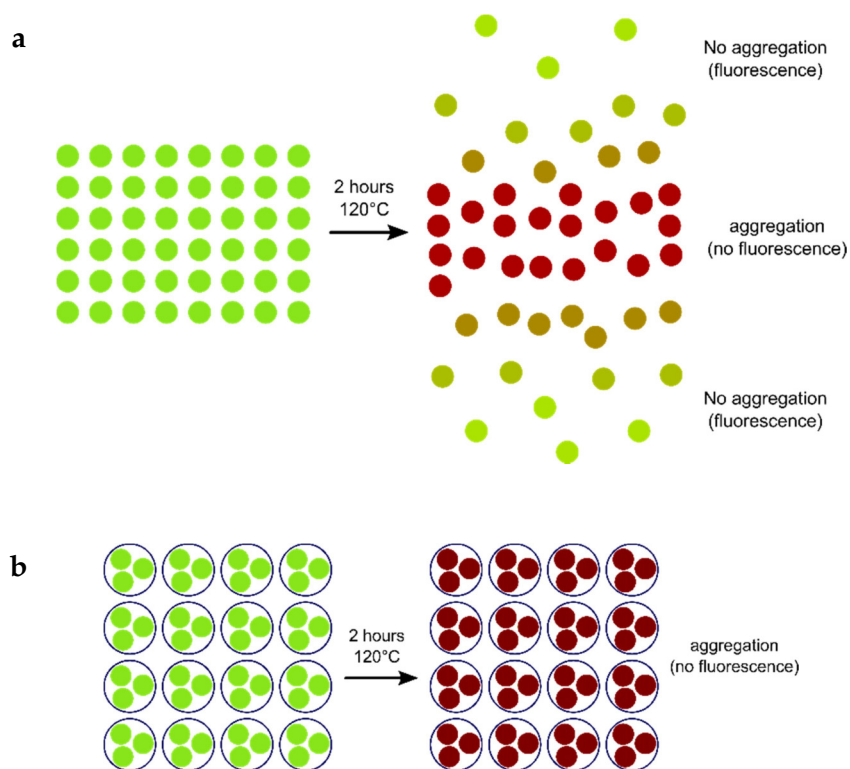 a
No aggregation
(fluorescence)
2 hours
120°C
aggregation
(no fluorescence)
No aggregation
(fluorescence)
b
2 hours
120°C
aggregation
(no fluorescence)